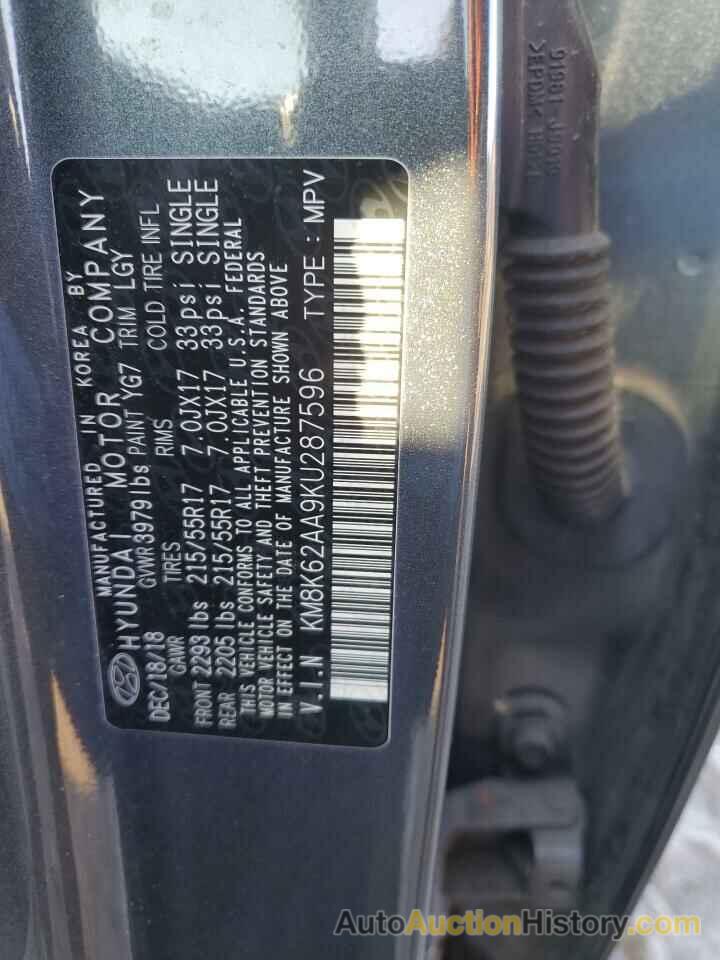 MANUFACTURED IN KOREA BY
HYUNDAI MOTOR COMPANY
DEC/18/18 GVWR 3979 lbs PAINT YG7 TRIM LGY
GAWR TIRES RIMS COLD TIRE INFL
FRONT 2293 lbs 215/55R17 7.0JX17 33psi SINGLE
REAR 2205 lbs 215/55R17 7.0JX17 33psi SINGLE
THIS VEHICLE CONFORMS TO ALL APPLICABLE U.S.A. FEDERAL
MOTOR VEHICLE SAFETY AND THEFT PREVENTION STANDARDS
IN EFFECT ON THE DATE OF MANUFACTURE SHOWN ABOVE
V.I.N KM8K62AA9KU287596 TYPE : MPV
>EPDM<
AutoAuctionHistory.com